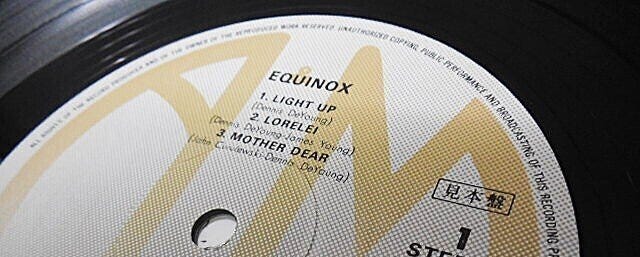 ALL RIGHTS OF THE RECORD PRODUCER AND OF THE OWNER OF THE REPRODUCED WORK RESERVED. UNAUTHORIZED COPYING, PUBLIC PERFORMANCE AND BROADCASTING OF THIS RECORDING
EQUINOX
1. LIGHT UP
(Dennis DeYoung)
2. LORELEI
(Dennis DeYoung-James Young)
3. MOTHER DEAR
(John Curulewski-Dennis DeYoung)
見本盤
1